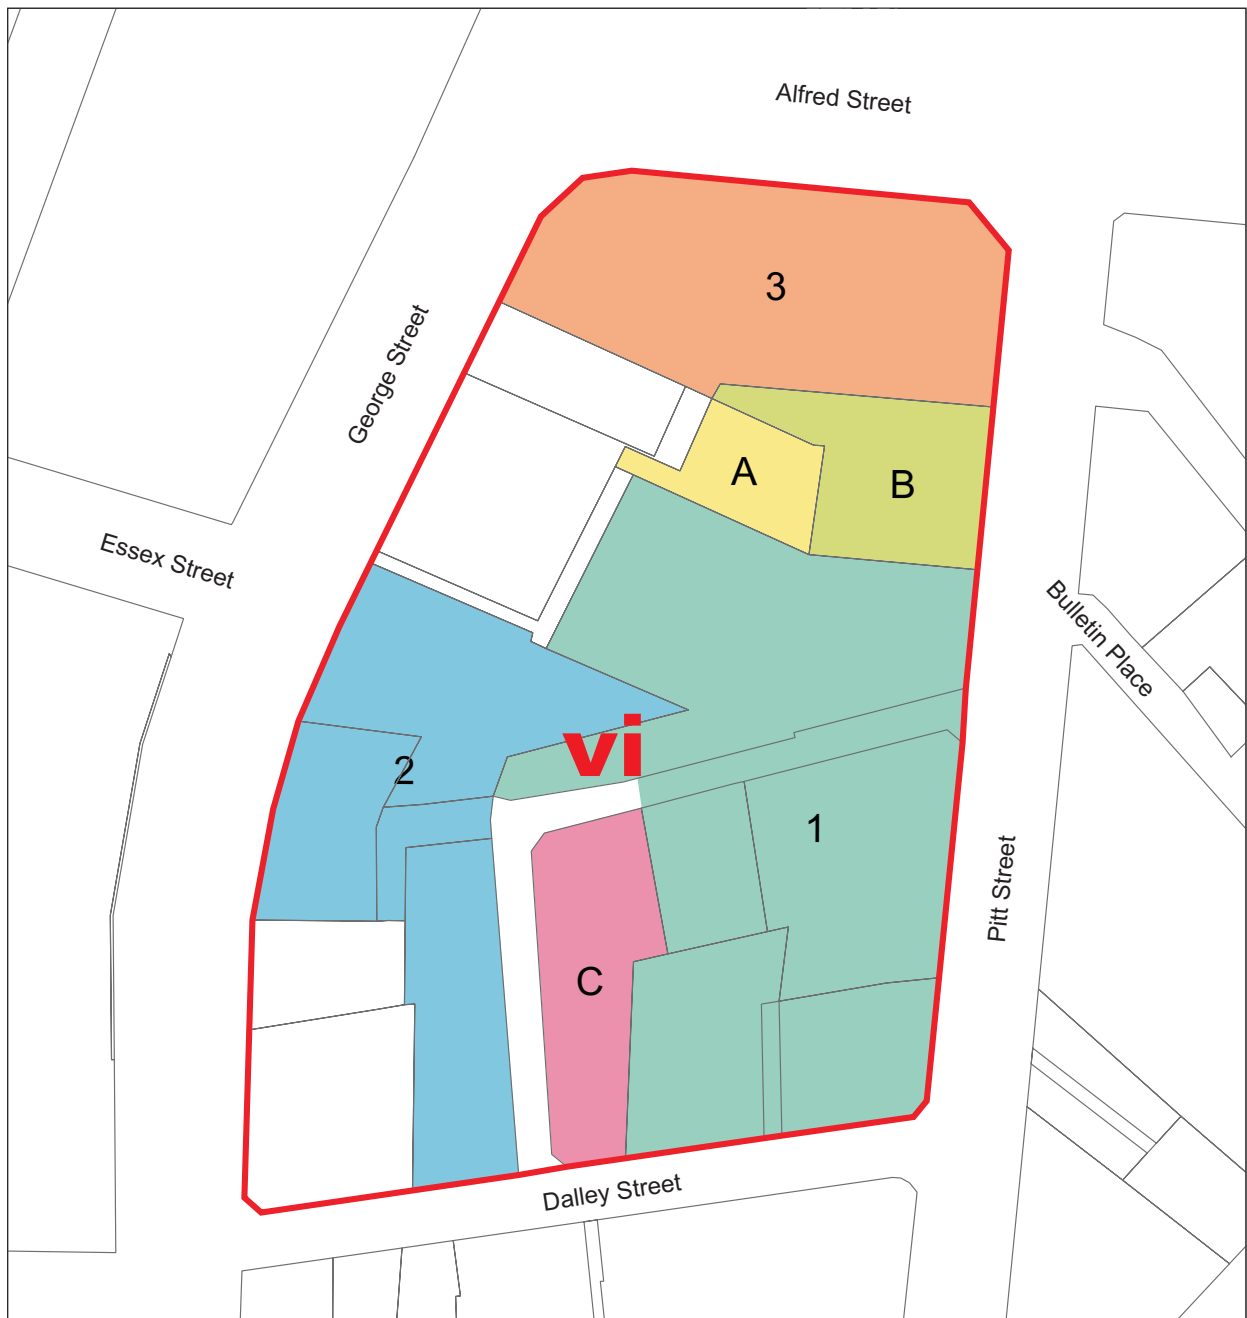 Alfred Street
3
George Street
A
B
Essex Street
Bulletin Place
vi
2
1
Pitt Street
C
Dalley Street